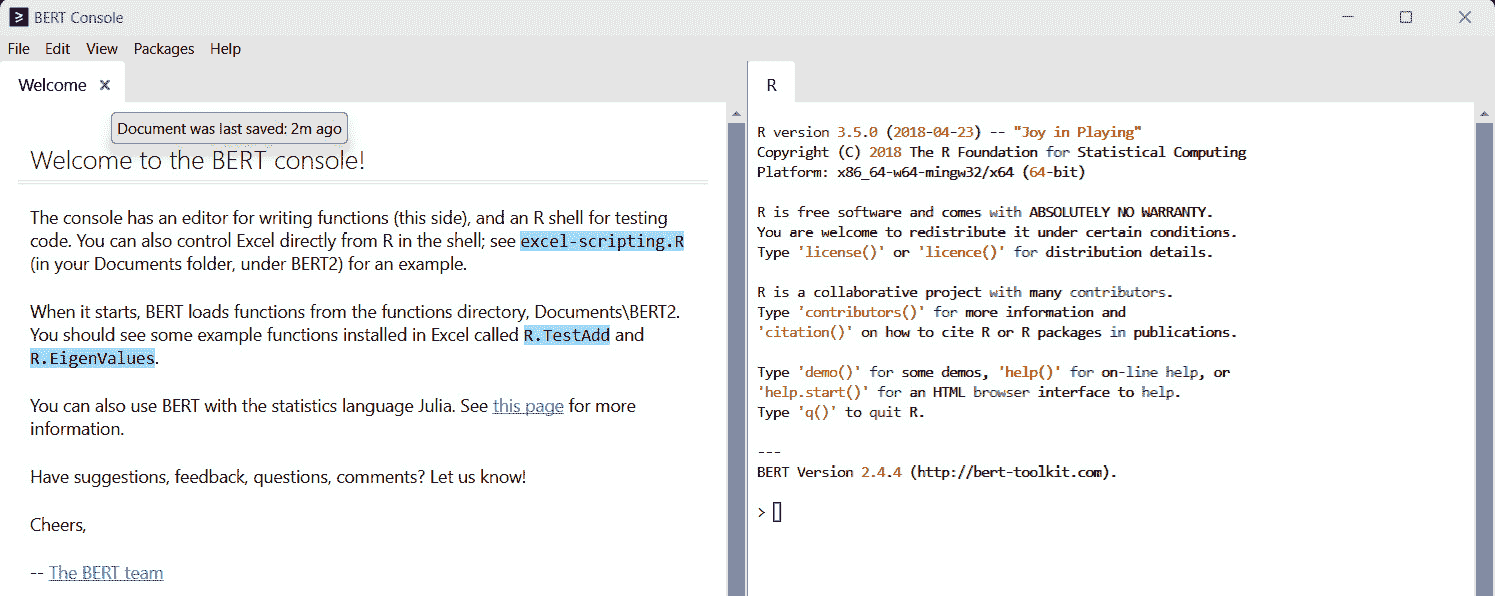 BERT Console
File Edit View Packages Help
Welcome
Document was last saved: 2m ago
Welcome to the BERT console!
The console has an editor for writing functions (this side), and an R shell for testing
code. You can also control Excel directly from R in the shell; see excel-scripting.R
(in your Documents folder, under BERT2) for an example.
When it starts, BERT loads functions from the functions directory, Documents\BERT2.
You should see some example functions installed in Excel called R.TestAdd and
R.EigenValues.
You can also use BERT with the statistics language Julia. See this page for more
information.
Have suggestions, feedback, questions, comments? Let us know!
Cheers,
-- The BERT team
R
R version 3.5.0 (2018-04-23) -- "Joy in Playing"
Copyright (C) 2018 The R Foundation for Statistical Computing
Platform: x86_64-w64-mingw32/x64 (64-bit)
R is free software and comes with ABSOLUTELY NO WARRANTY.
You are welcome to redistribute it under certain conditions.
Type 'license()' or 'licence()' for distribution details.
R is a collaborative project with many contributors.
Type 'contributors()' for more information and
'citation()' on how to cite R or R packages in publications.
Type 'demo()' for some demos, 'help()' for on-line help, or
'help.start()' for an HTML browser interface to help.
Type 'q()' to quit R.
---
BERT Version 2.4.4 (http://bert-toolkit.com).
>